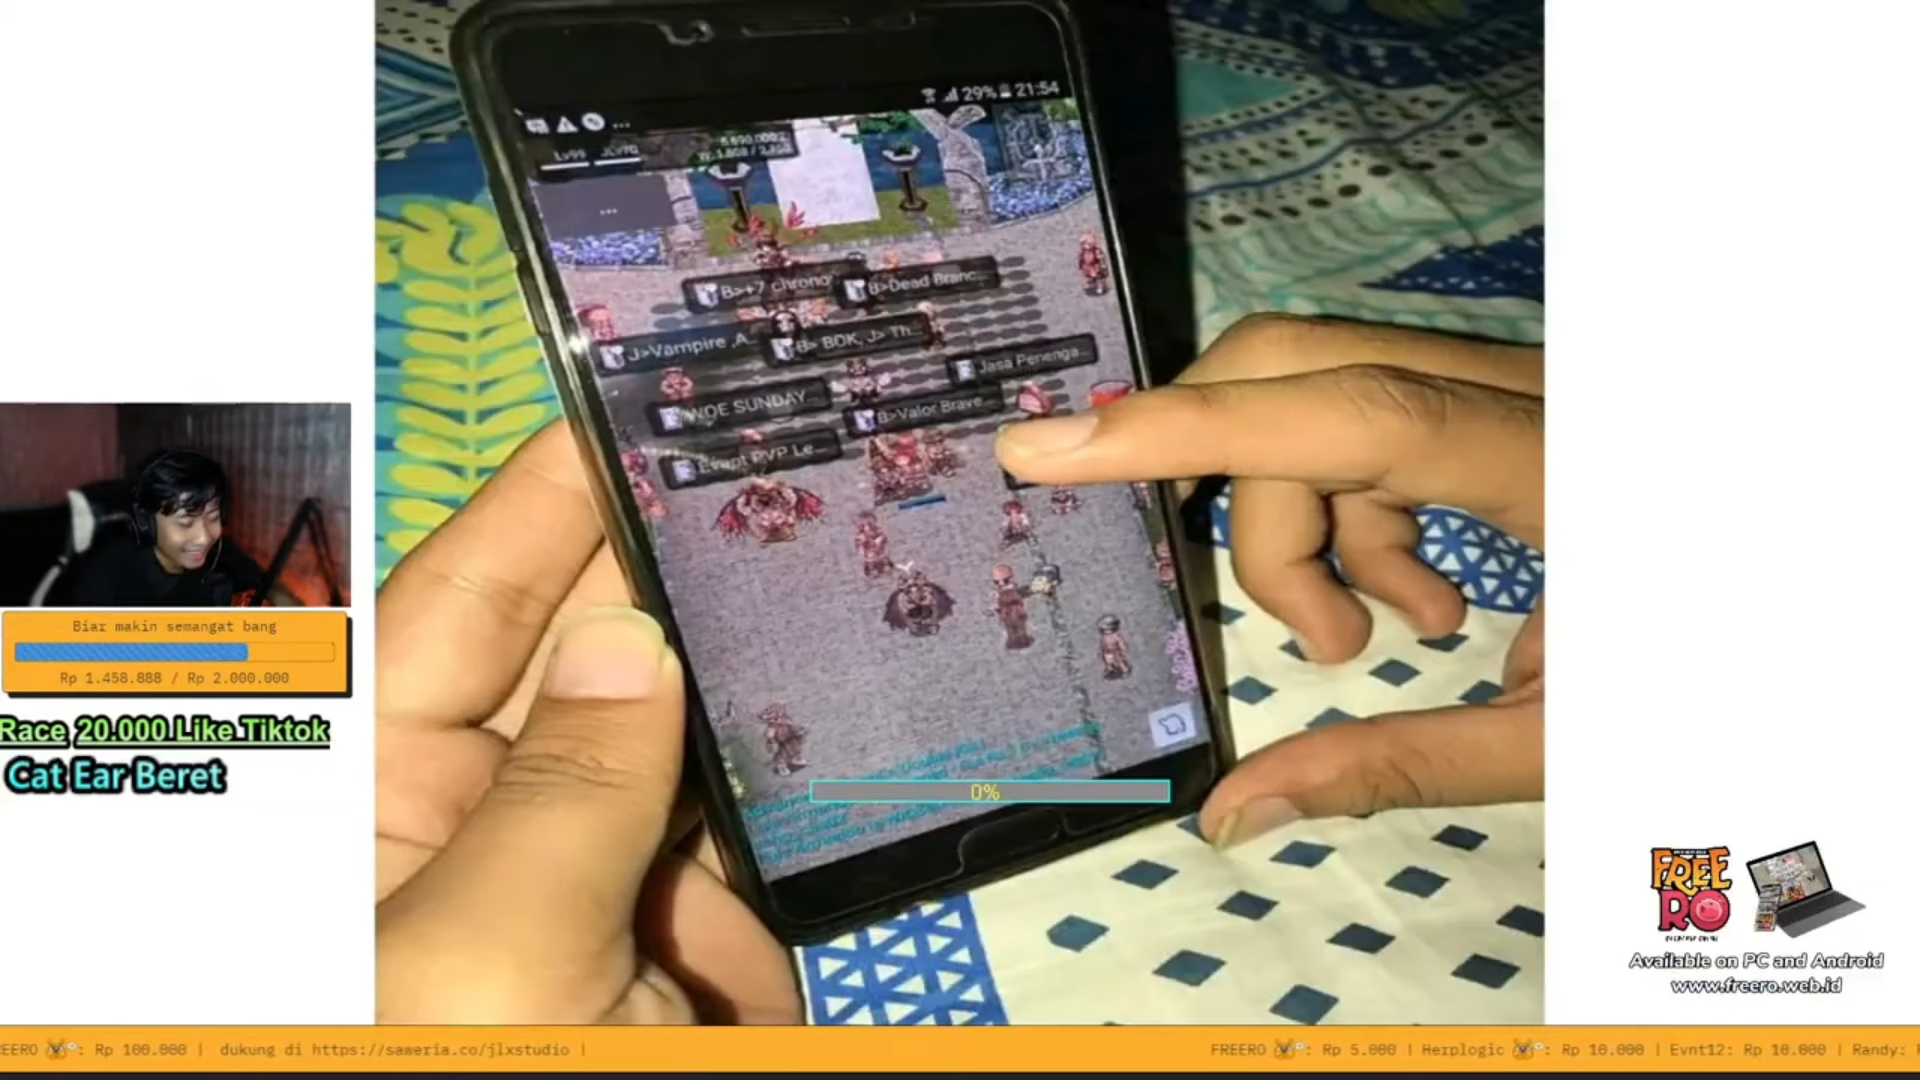 29% 21:54
...
Lv99 JLv70
...
B>+7 chrono
B>Dead Branc...
J>Vampire ,A...
B> BOK, J> Th...
Jasa Penenga...
WOE SUNDAY...
B>Valor Brave...
Event PVP Le...
0%
Biar makin semangat bang
Rp 1.458.888 / Rp 2.000.000
Race 20.000 Like Tiktok
Cat Ear Beret
FREE
RO
Available on PC and Android
www.freero.web.id
EERO : Rp 100.000 | dukung di https://saweria.co/jlxstudio |
FREERO : Rp 5.000 | Herplogic : Rp 10.000 | Evnt12: Rp 10.000 | Randy: